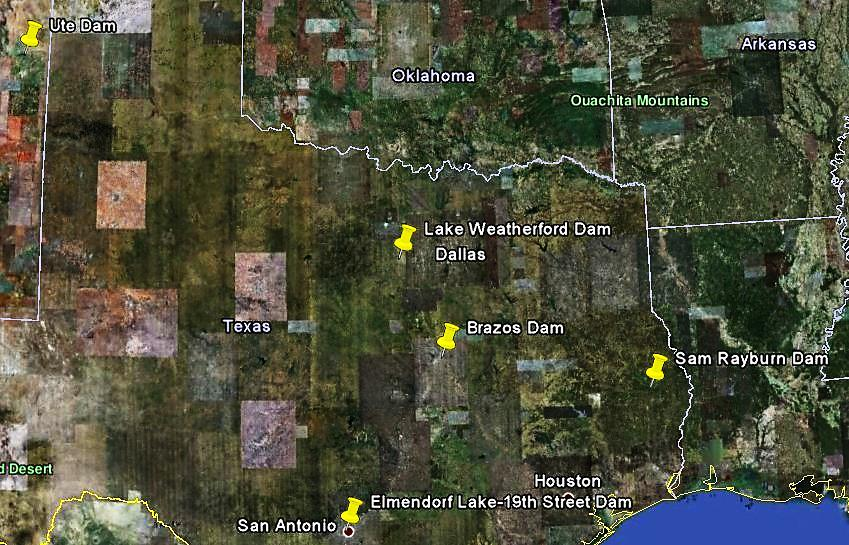 Ute Dam
Arkansas
Oklahoma
Ouachita Mountains
Lake Weatherford Dam
Dallas
Texas
Brazos Dam
Sam Rayburn Dam
d Desert
Houston
Elmendorf Lake-19th Street Dam
San Antonio